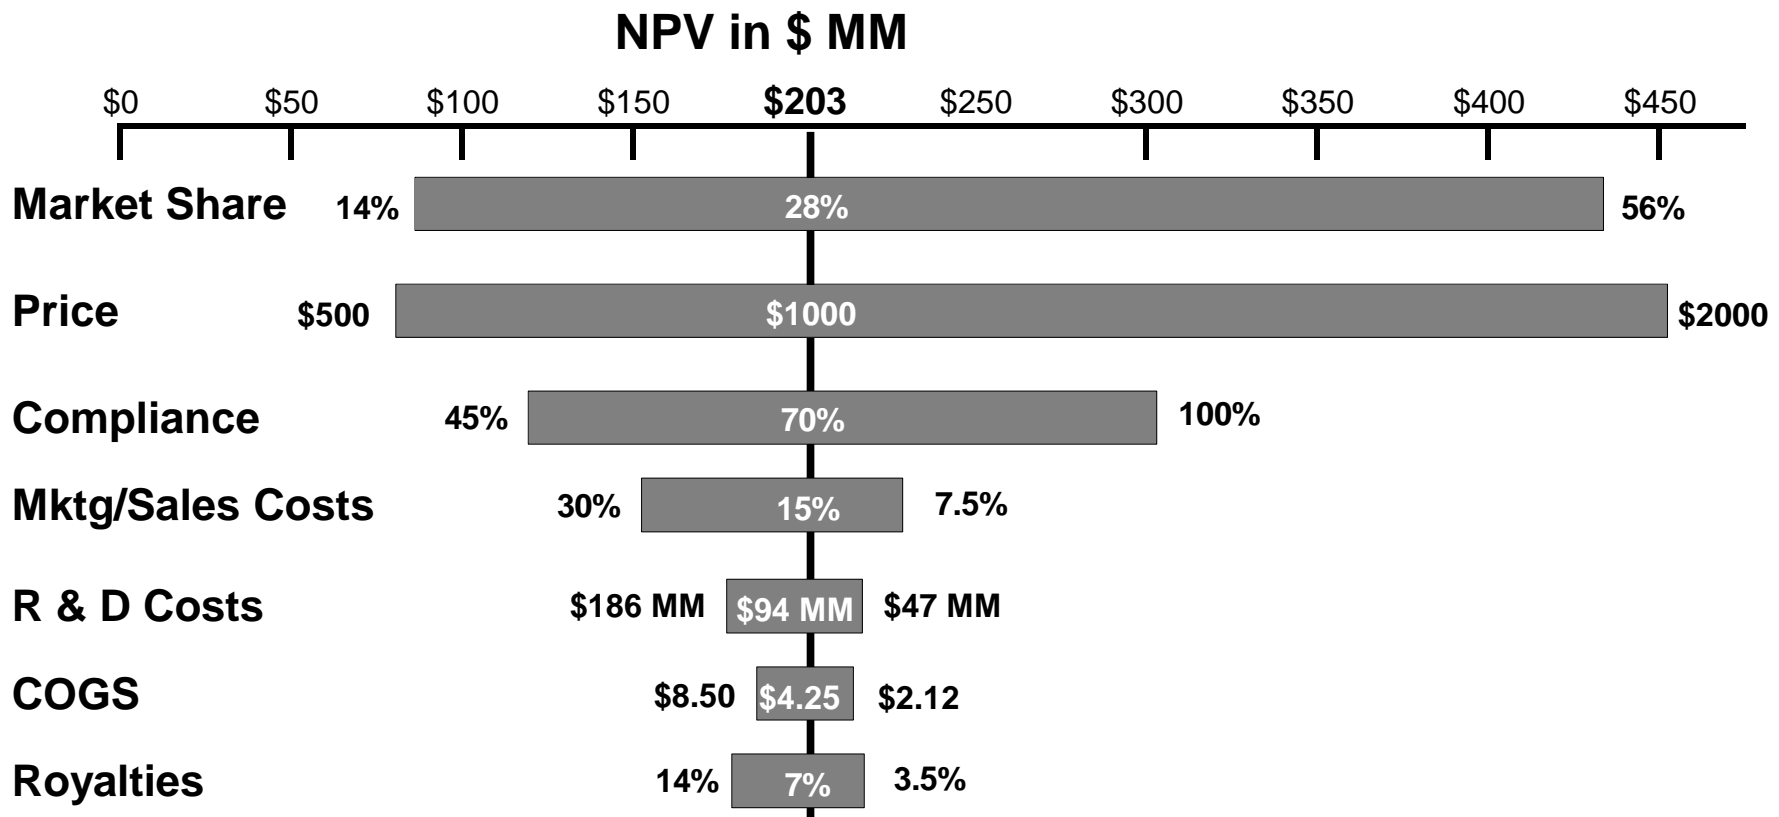 NPV in $ MM
$0 $50 $100 $150 $203 $250 $300 $350 $400 $450
Market Share 14% 28% 56%
Price $500 $1000 $2000
Compliance 45% 70% 100%
Mktg/Sales Costs 30% 15% 7.5%
R & D Costs $186 MM $94 MM $47 MM
COGS $8.50 $4.25 $2.12
Royalties 14% 7% 3.5%